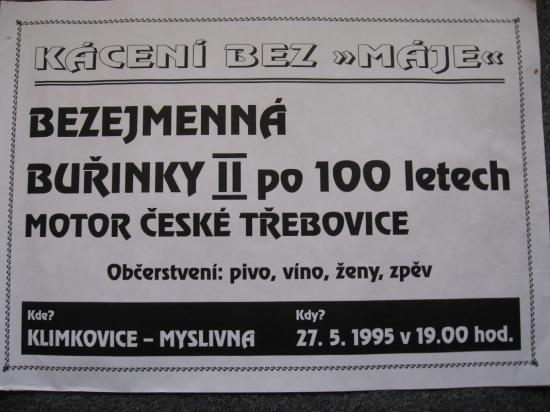 KÁCENÍ BEZ »MÁJE«
BEZEJMENNÁ
BUŘINKY II po 100 letech
MOTOR ČESKÉ TŘEBOVICE
Občerstvení: pivo, víno, ženy, zpěv
Kde?
KLIMKOVICE – MYSLIVNA
Kdy?
27. 5. 1995 v 19.00 hod.